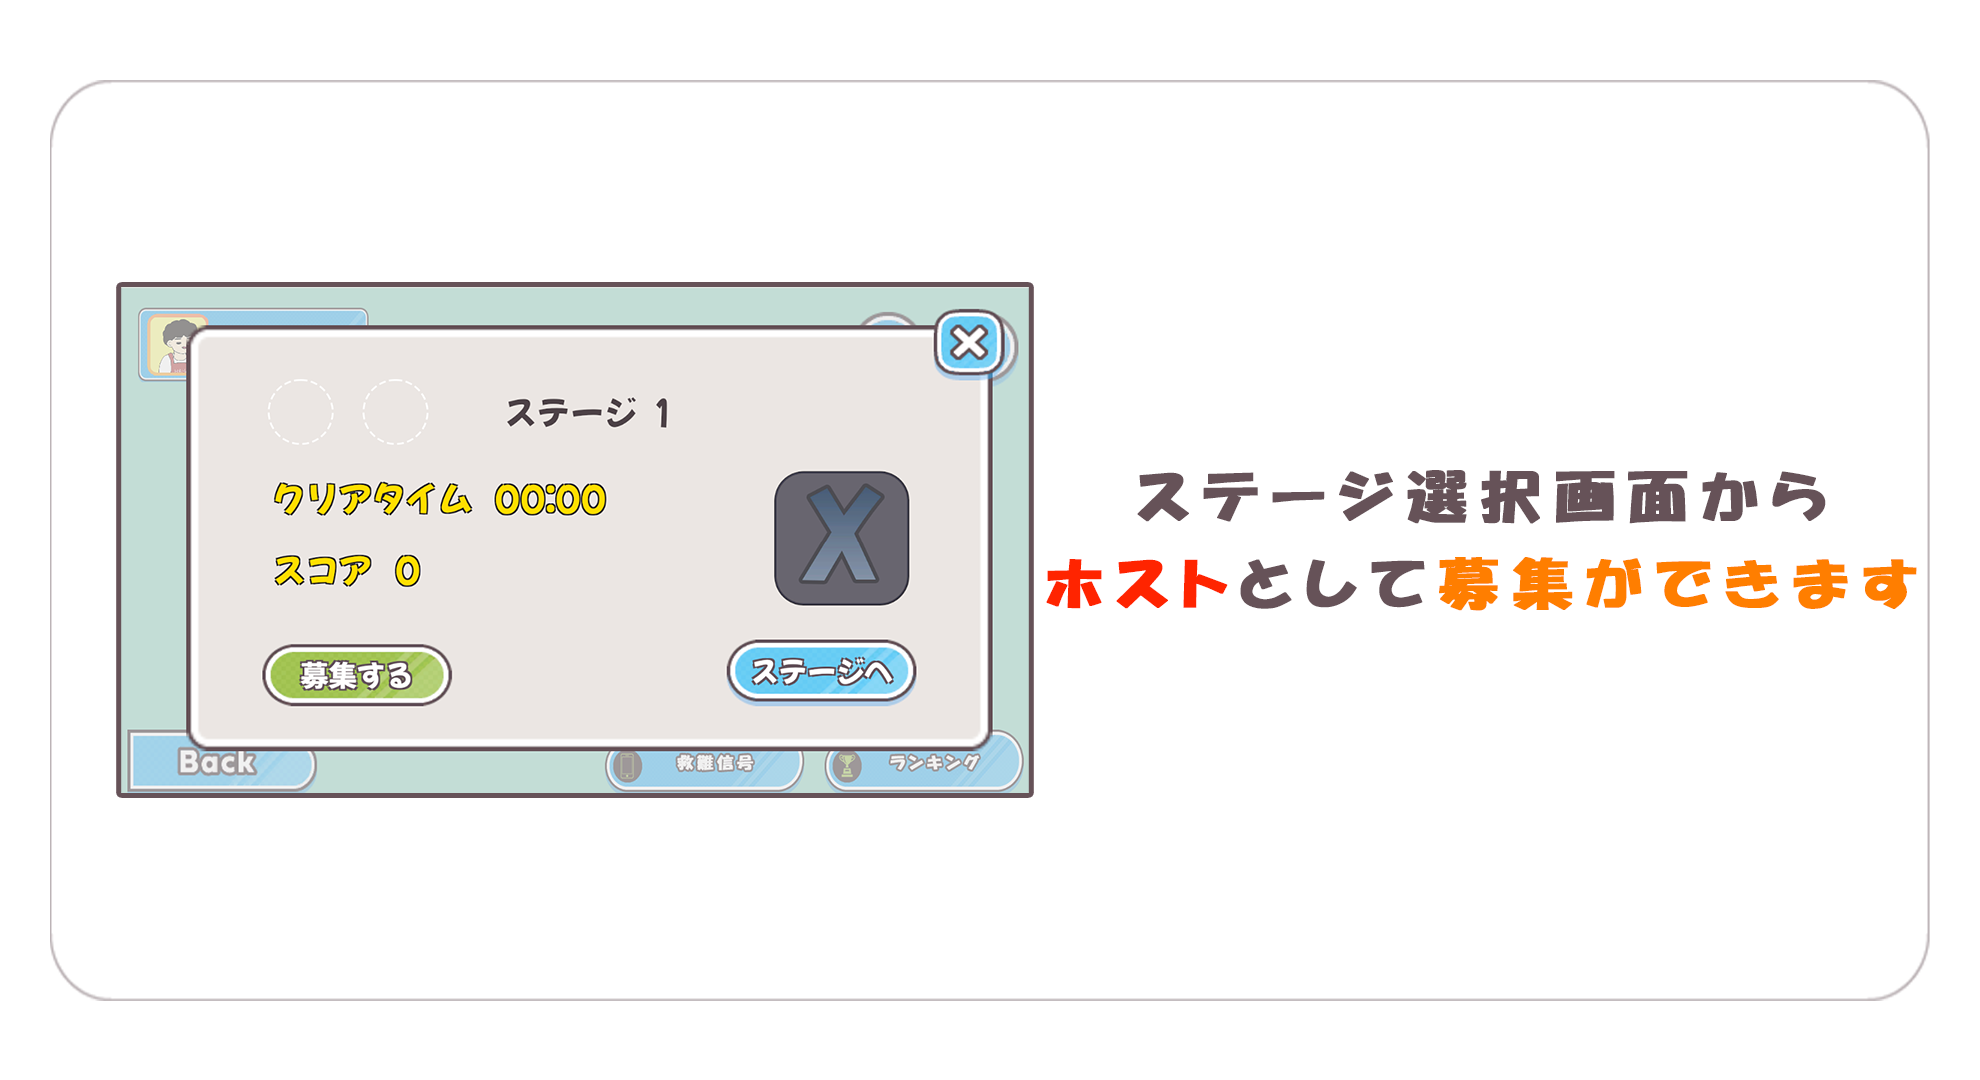 ステージ 1
クリアタイム 00:00
スコア 0
X
募集する
ステージへ
Back
救難信号
ランキング
ステージ選択画面から
ホストとして募集ができます